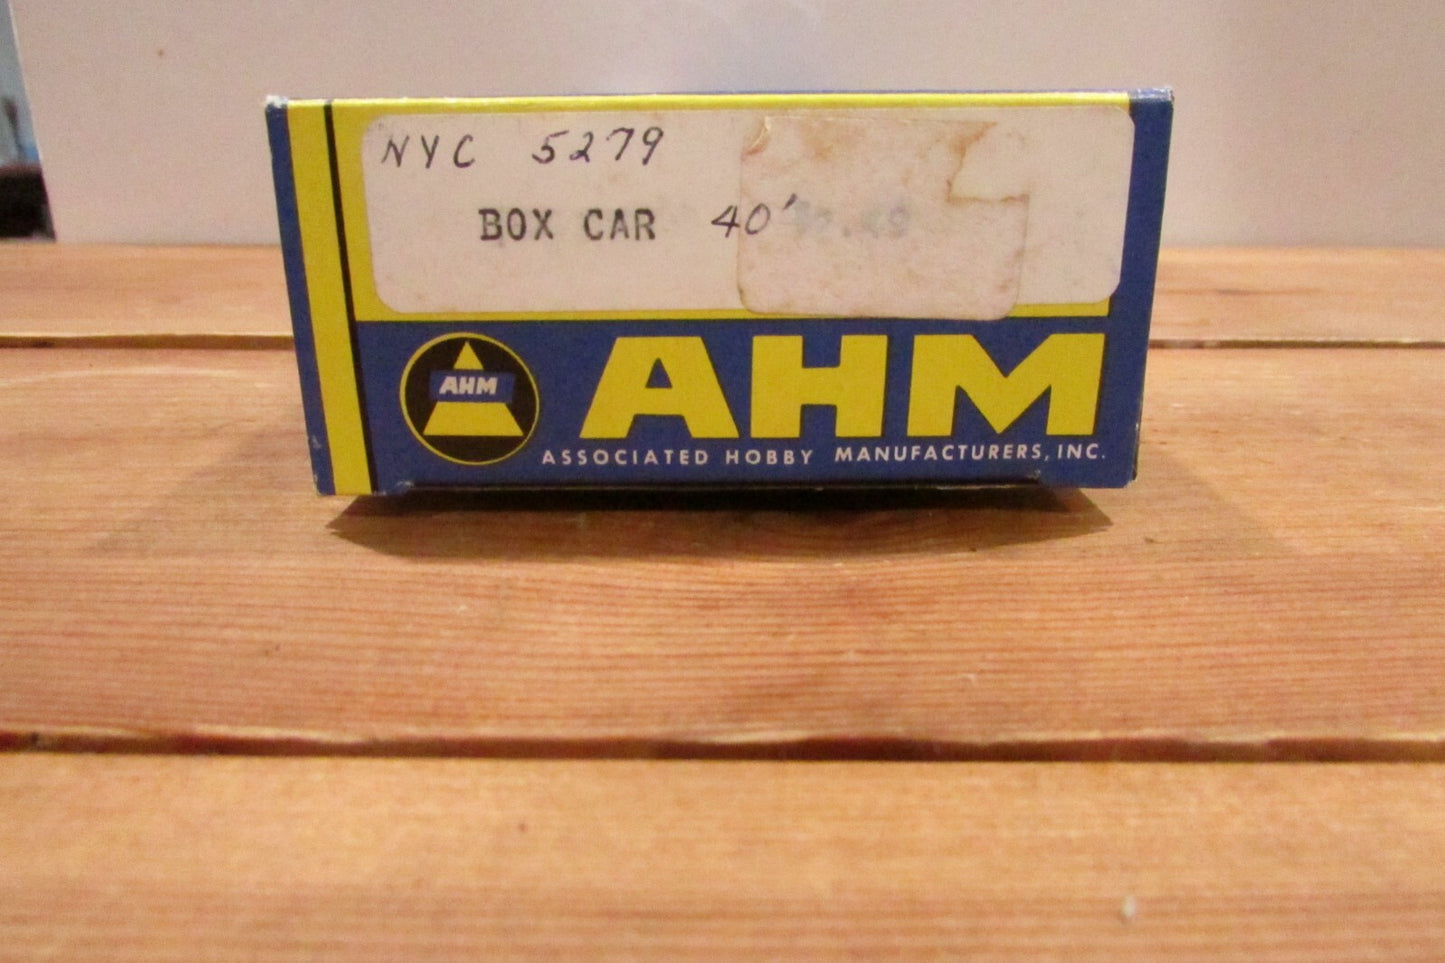 NYC 5279
BOX CAR 40'
AHM
AHM
ASSOCIATED HOBBY MANUFACTURERS, INC.